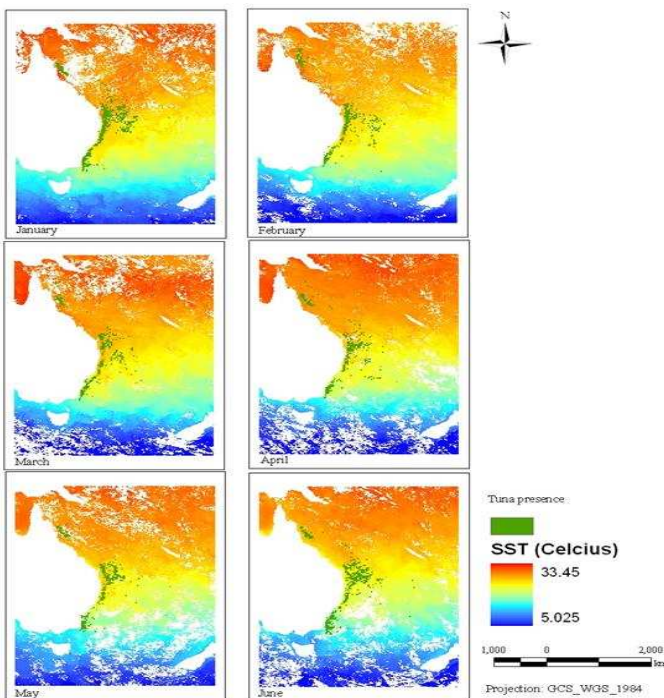 N
January
February
March
April
May
June
Tuna presence
SST (Celcius)
33.45
5.025
1,000 0 2,000
km
Projection: GCS_WGS_1984